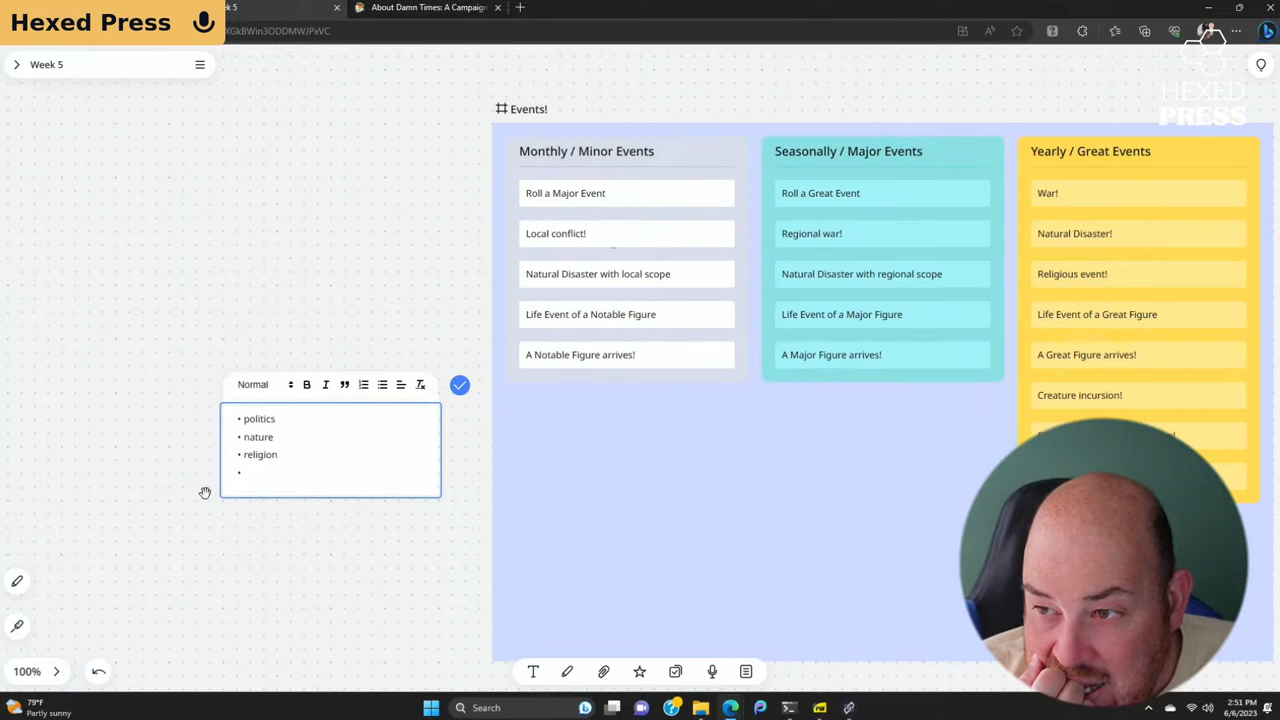 Hexed Press
k 5
About Damn Times: A Campaign
XGkBWin3ODDMWJPxVC
HEXED
PRESS
Week 5
Events!
Monthly / Minor Events
Roll a Major Event
Local conflict!
Natural Disaster with local scope
Life Event of a Notable Figure
A Notable Figure arrives!
Seasonally / Major Events
Roll a Great Event
Regional war!
Natural Disaster with regional scope
Life Event of a Major Figure
A Major Figure arrives!
Yearly / Great Events
War!
Natural Disaster!
Religious event!
Life Event of a Great Figure
A Great Figure arrives!
Creature incursion!
Normal
• politics
• nature
• religion
•
100%
79°F
Partly sunny
Search
2:51 PM
6/6/2023